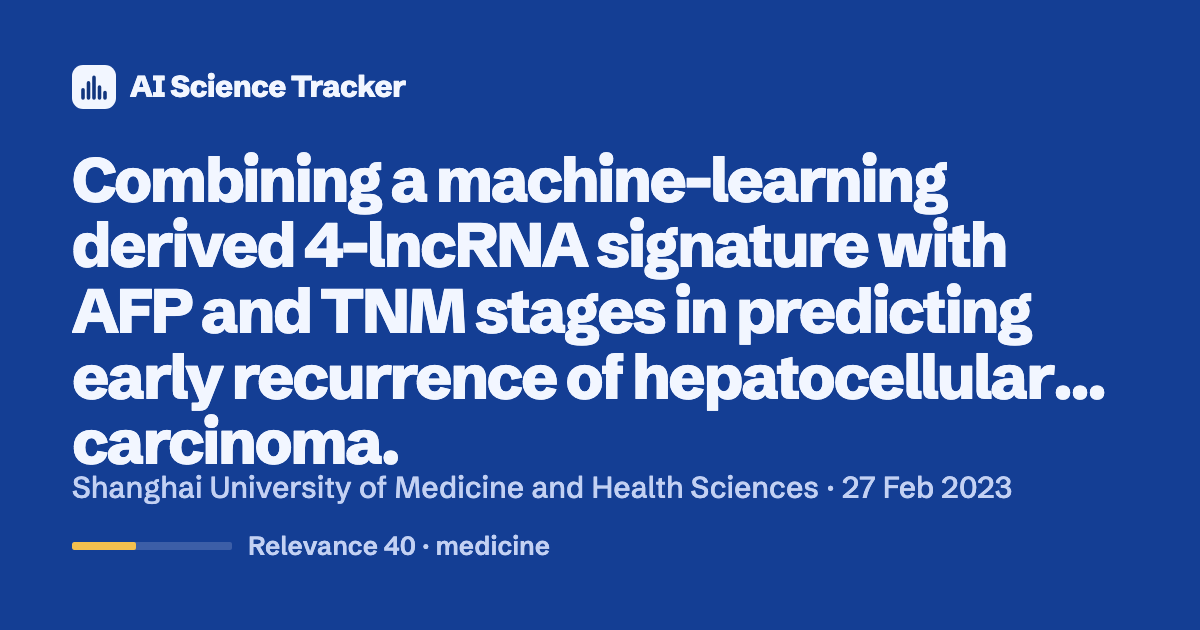 AI Science Tracker
Combining a machine-learning
derived 4-lncRNA signature with
AFP and TNM stages in predicting
early recurrence of hepatocellular...
carcinoma.
Shanghai University of Medicine and Health Sciences · 27 Feb 2023
Relevance 40 · medicine